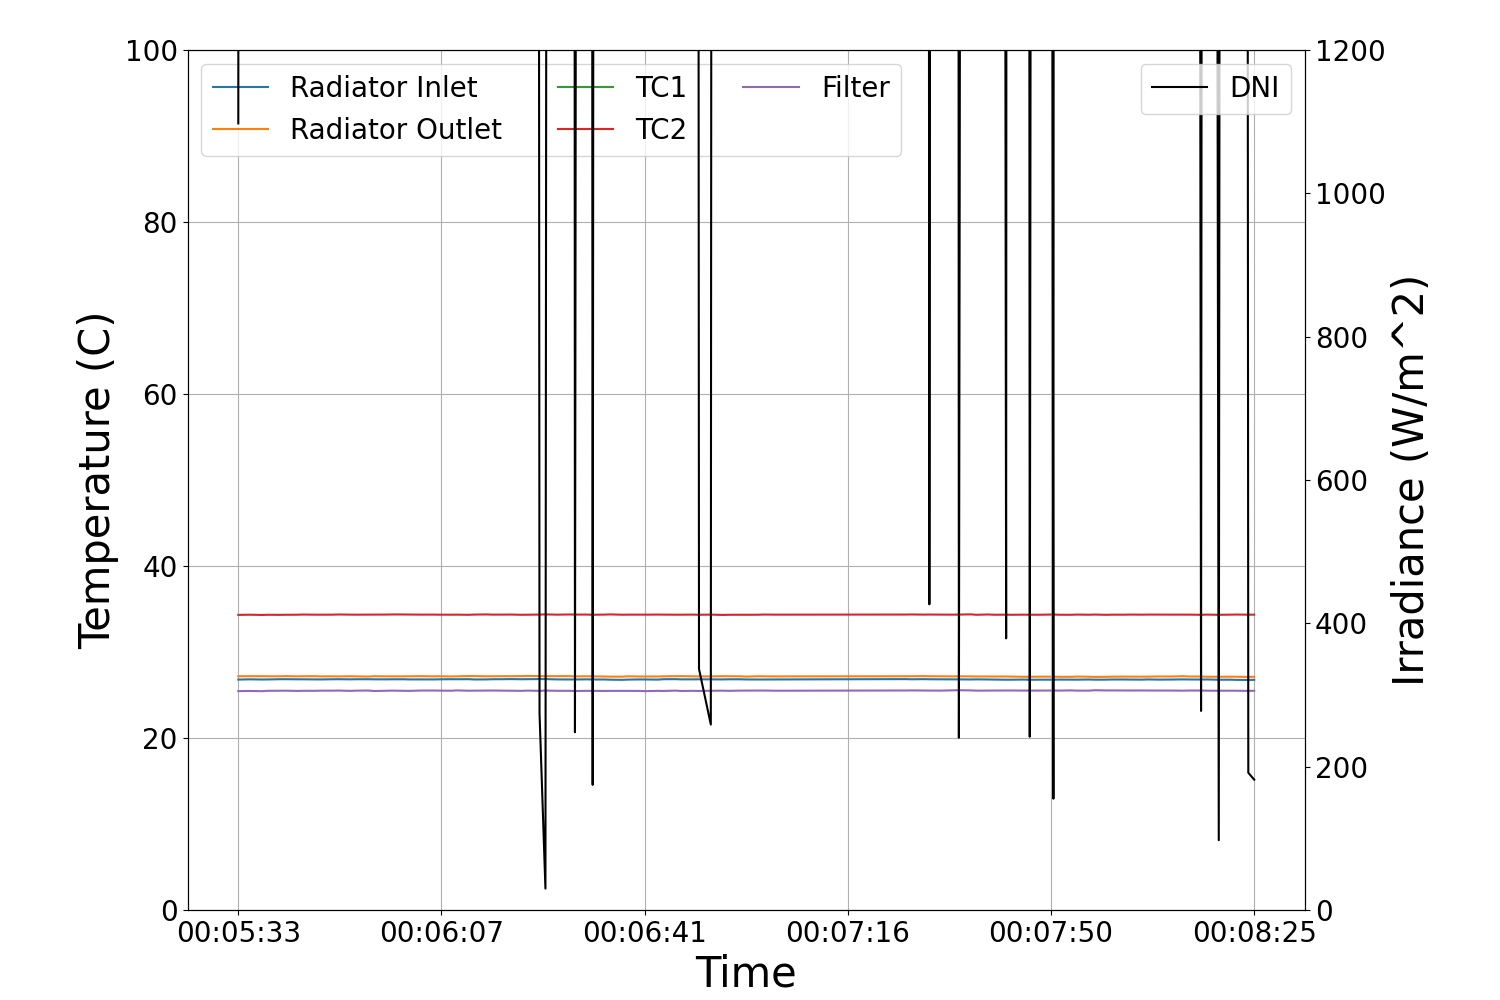 Radiator Inlet
Radiator Outlet
TC1
TC2
Filter
DNI
Temperature (C)
100
80
60
40
20
0
1200
1000
800
600
400
200
0
Irradiance (W/m^2)
00:05:33 00:06:07 00:06:41 00:07:16 00:07:50 00:08:25
Time